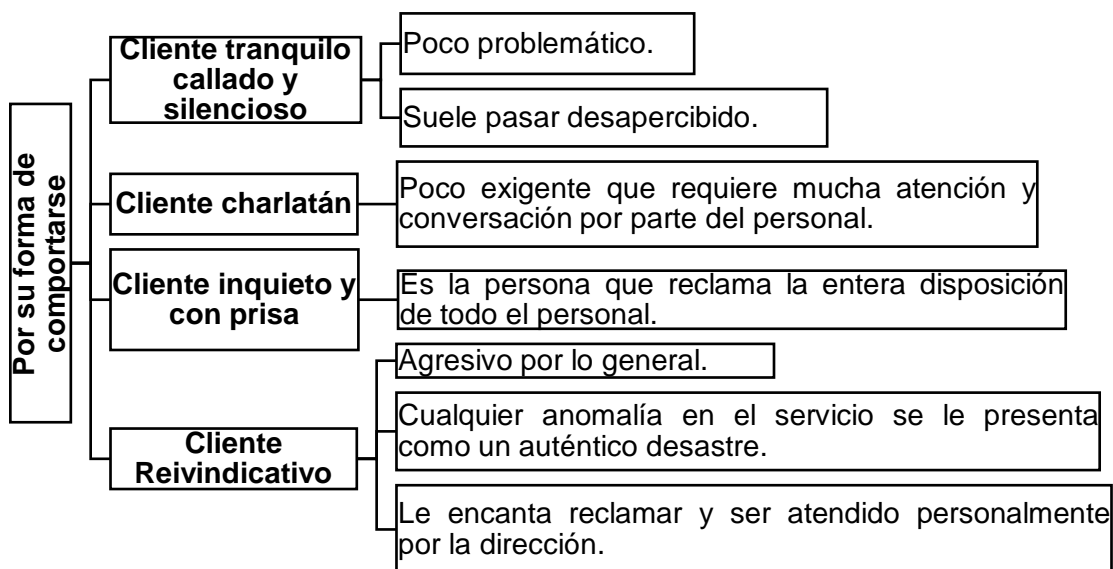 Por su forma de
comportarse
Cliente tranquilo
callado y
silencioso
Poco problemático.
Suele pasar desapercibido.
Cliente charlatán
Poco exigente que requiere mucha atención y
conversación por parte del personal.
Cliente inquieto y
con prisa
Es la persona que reclama la entera disposición
de todo el personal.
Cliente
Reivindicativo
Agresivo por lo general.
Cualquier anomalía en el servicio se le presenta
como un auténtico desastre.
Le encanta reclamar y ser atendido personalmente
por la dirección.